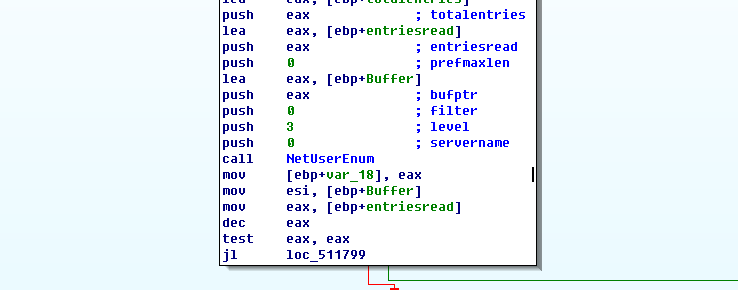 lea     eax, [ebp+totalentries]
push    eax             ; totalentries
lea     eax, [ebp+entriesread]
push    eax             ; entriesread
push    0               ; prefmaxlen
lea     eax, [ebp+Buffer]
push    eax             ; bufptr
push    0               ; filter
push    3               ; level
push    0               ; servername
call    NetUserEnum
mov     [ebp+var_18], eax
mov     esi, [ebp+Buffer]
mov     eax, [ebp+entriesread]
dec     eax
test    eax, eax
jl      loc_511799